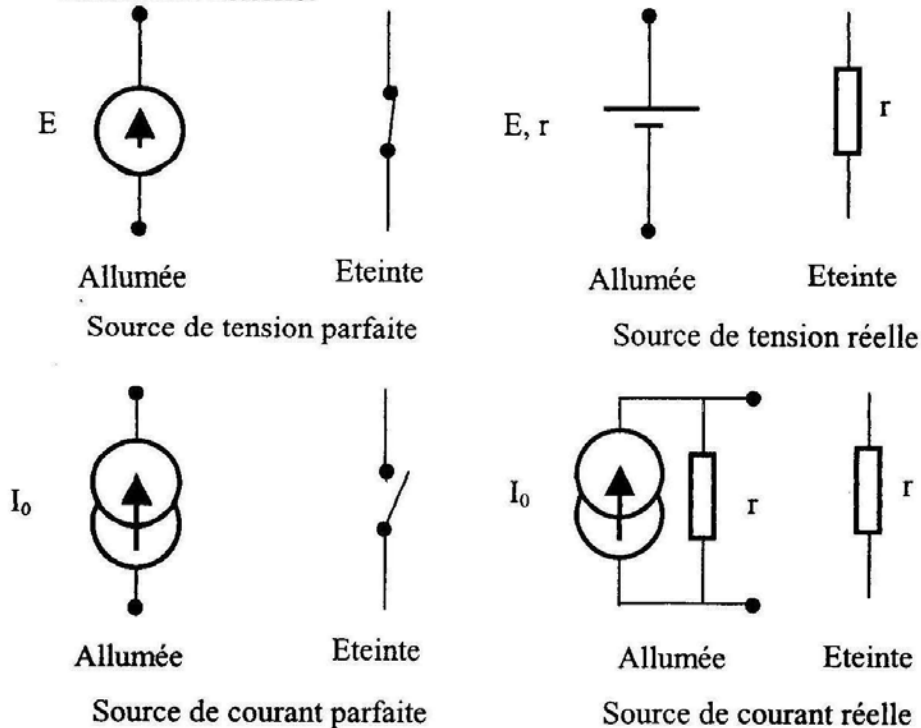 E
E, r
r
Allumée
Eteinte
Allumée
Eteinte
Source de tension parfaite
Source de tension réelle
I₀
I₀
r
r
Allumée
Eteinte
Allumée
Eteinte
Source de courant parfaite
Source de courant réelle